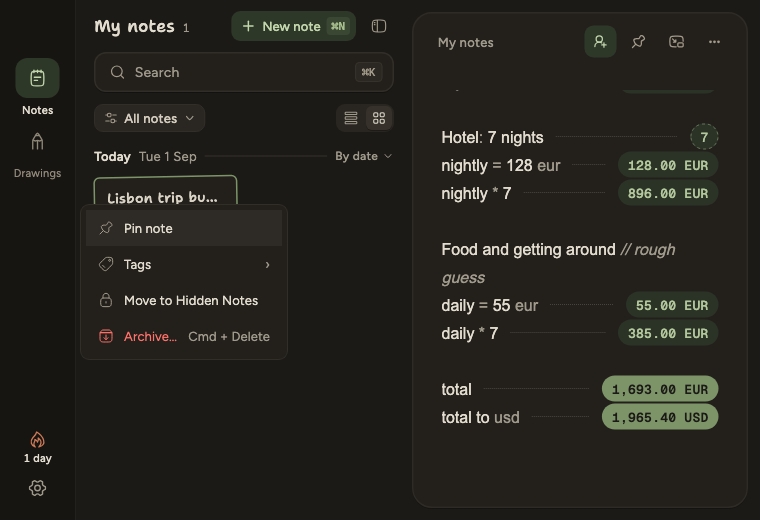 My notes 1
+ New note ⌘N
Search ⌘K
Notes
All notes
Drawings
Today Tue 1 Sep
By date
Lisbon trip bu...
Pin note
Tags
Move to Hidden Notes
Archive... Cmd + Delete
1 day
My notes
Hotel: 7 nights 7
nightly = 128 eur 128.00 EUR
nightly * 7 896.00 EUR
Food and getting around // rough
guess
daily = 55 eur 55.00 EUR
daily * 7 385.00 EUR
total 1,693.00 EUR
total to usd 1,965.40 USD